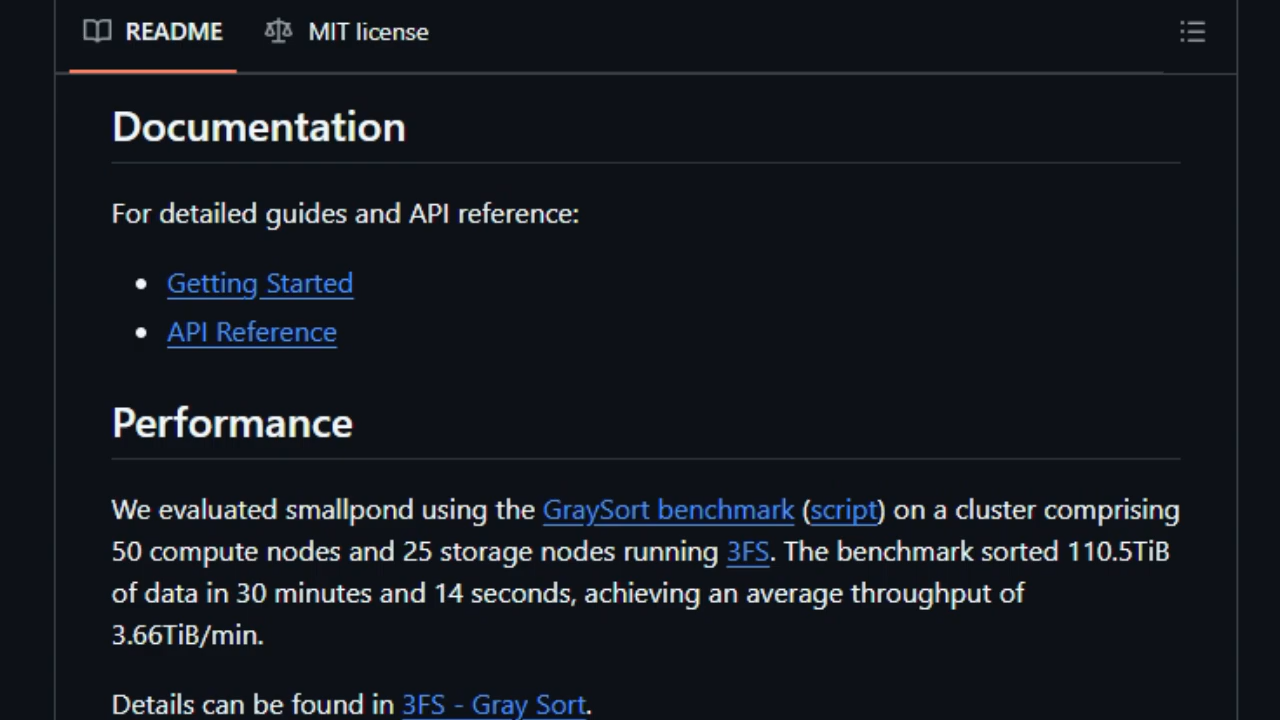 README MIT license
Documentation
For detailed guides and API reference:
Getting Started
API Reference
Performance
We evaluated smallpond using the GraySort benchmark (script) on a cluster comprising
50 compute nodes and 25 storage nodes running 3FS. The benchmark sorted 110.5TiB
of data in 30 minutes and 14 seconds, achieving an average throughput of
3.66TiB/min.
Details can be found in 3FS - Gray Sort.